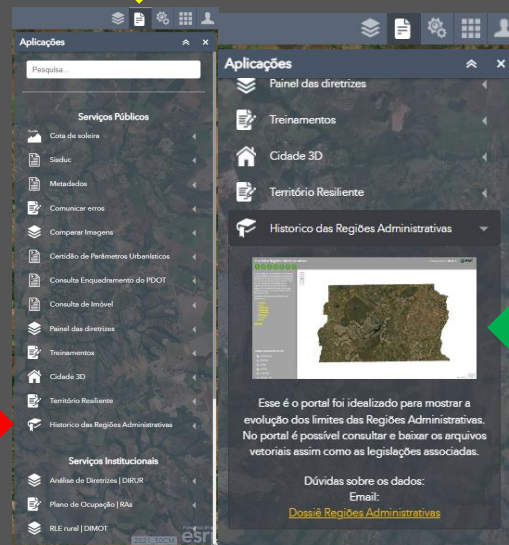 Aplicações
Pesquisa...
Serviços Públicos
Cota de soleira
Siaduc
Metadados
Comunicar erros
Comparar Imagens
Certidão de Parâmetros Urbanísticos
Consulta Enquadramento do PDOT
Consulta de Imóvel
Painel das diretrizes
Treinamentos
Cidade 3D
Território Resiliente
Historico das Regiões Administrativas
Serviços Institucionais
Análise de Diretrizes | DIRUR
Plano de Ocupação | RAs
RLE rural | DIMOT
2021-50CM
esri
Aplicações
Painel das diretrizes
Treinamentos
Cidade 3D
Território Resiliente
Historico das Regiões Administrativas
Esse é o portal foi idealizado para mostrar a
evolução dos limites das Regiões Administrativas.
No portal é possível consultar e baixar os arquivos
vetoriais assim como as legislações associadas.
Dúvidas sobre os dados:
Email:
Dossiê Regiões Administrativas